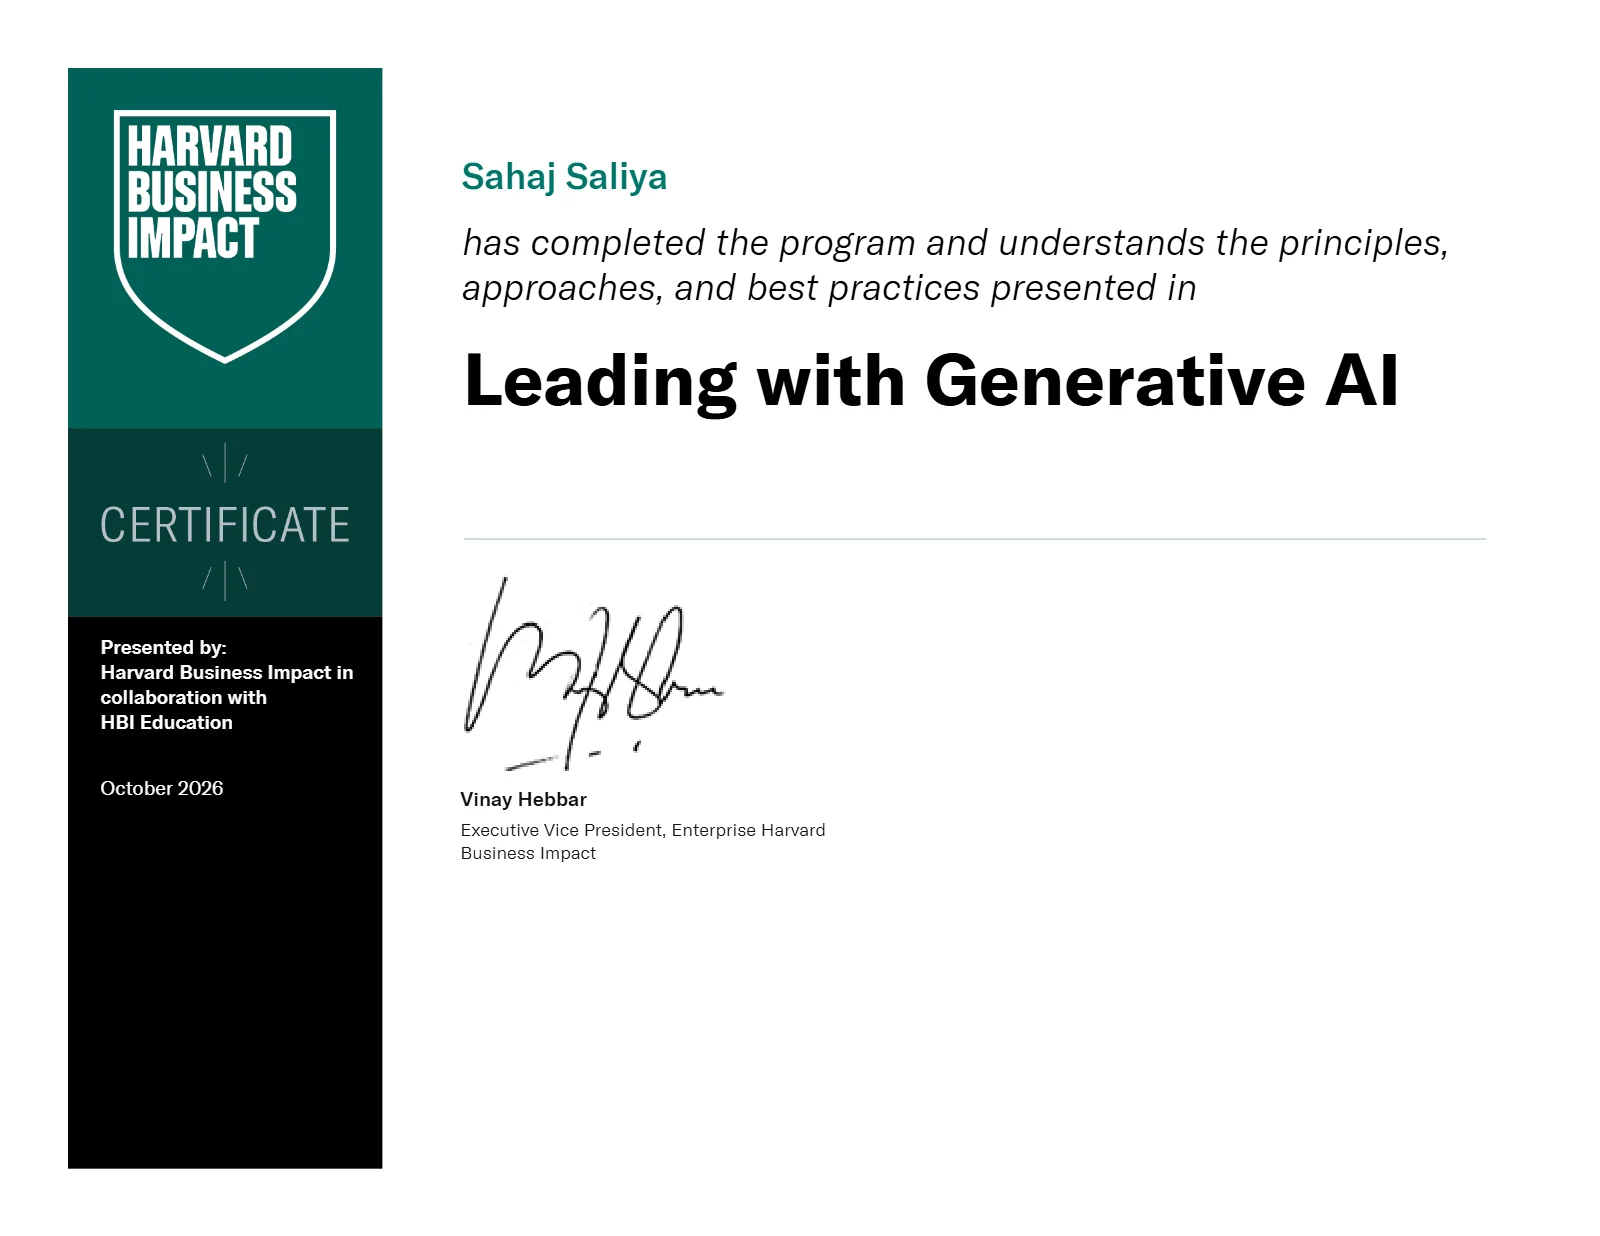 HARVARD
BUSINESS
IMPACT
CERTIFICATE
Presented by:
Harvard Business Impact in
collaboration with
HBI Education
October 2026
Sahaj Saliya
has completed the program and understands the principles,
approaches, and best practices presented in
Leading with Generative AI
Vinay Hebbar
Executive Vice President, Enterprise Harvard
Business Impact